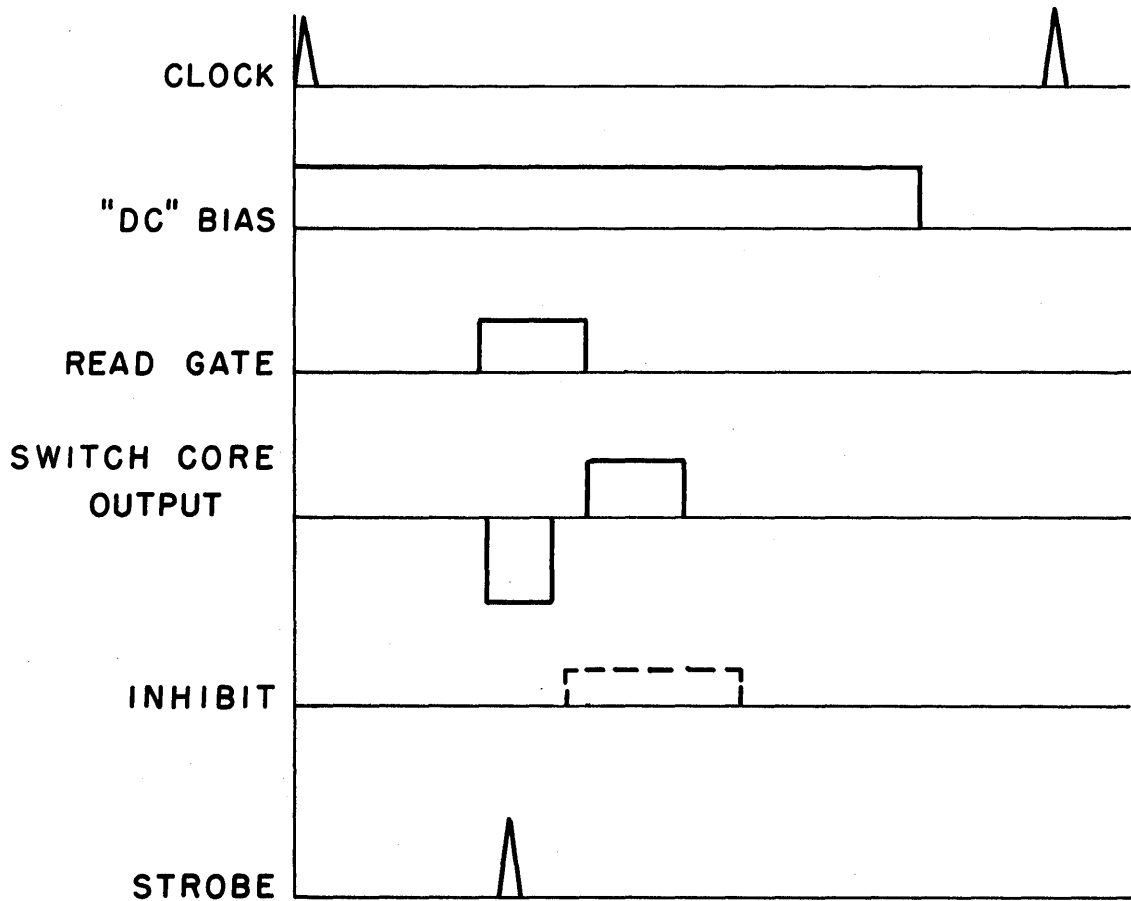 CLOCK
"DC" BIAS
READ GATE
SWITCH CORE
OUTPUT
INHIBIT
STROBE